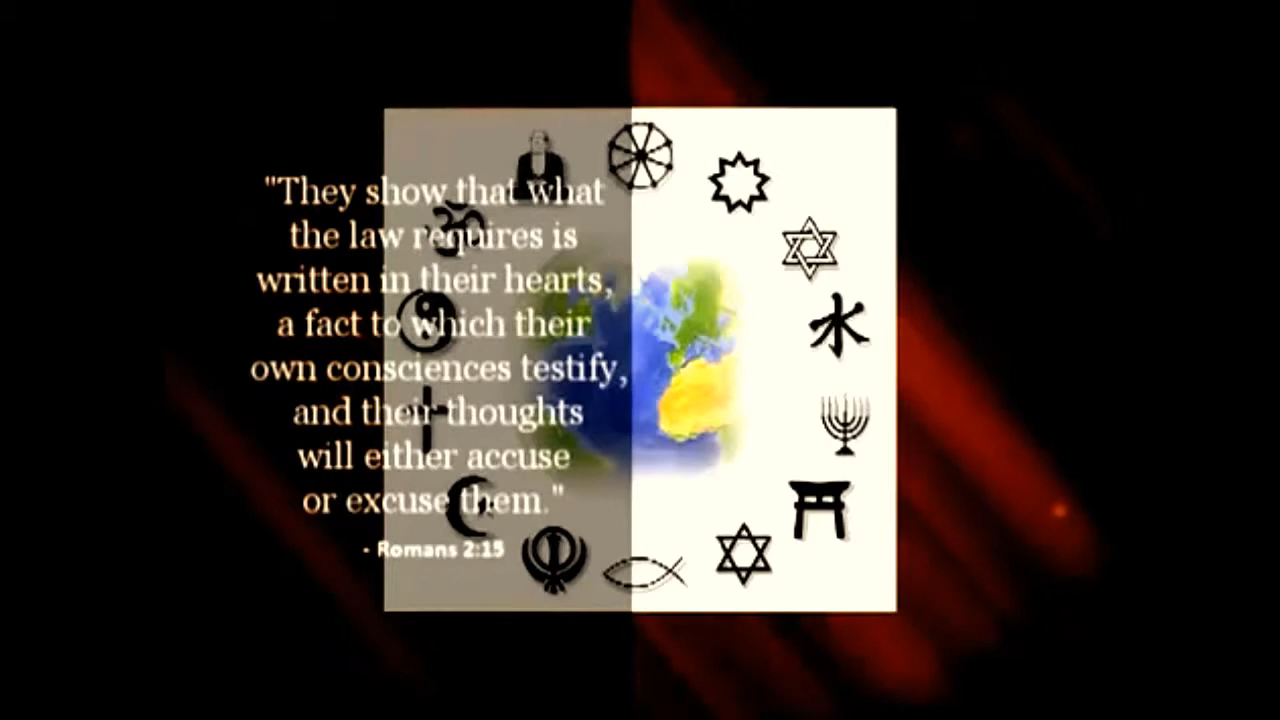 "They show that what
the law requires is
written in their hearts,
a fact to which their
own consciences testify,
and their thoughts
will either accuse
or excuse them."
- Romans 2:15
ॐ
水